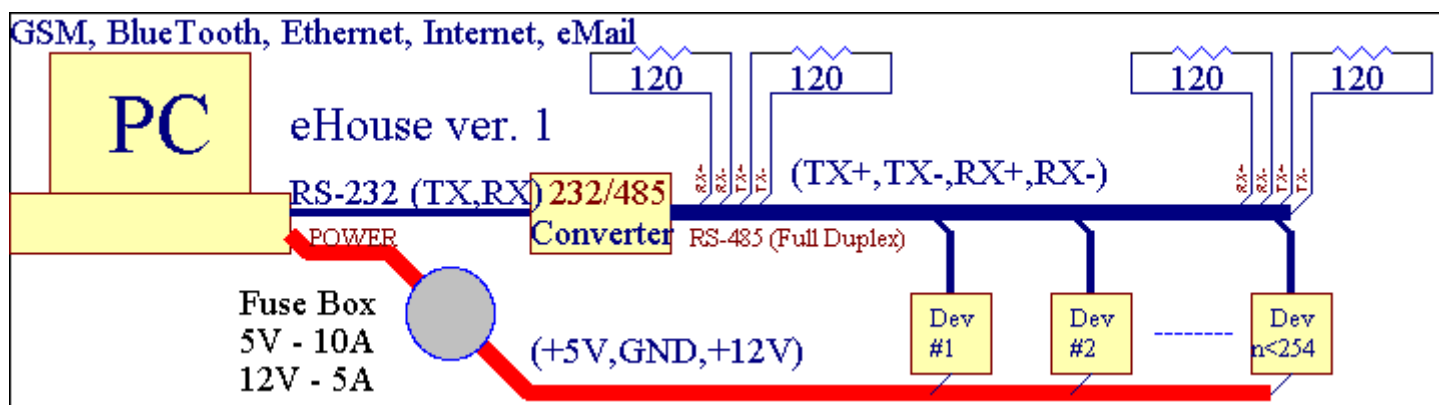 GSM, BlueTooth, Ethernet, Internet, eMail
PC
eHouse ver. 1
120
120
120
120
RX+
RX-
TX+
TX-
RX+
RX-
TX+
TX-
(TX+,TX-,RX+,RX-)
RS-232 (TX,RX)
232/485
Converter
POWER
RS-485 (Full Duplex)
Fuse Box
5V - 10A
12V - 5A
(+5V,GND,+12V)
Dev
#1
Dev
#2
--------
Dev
n<254